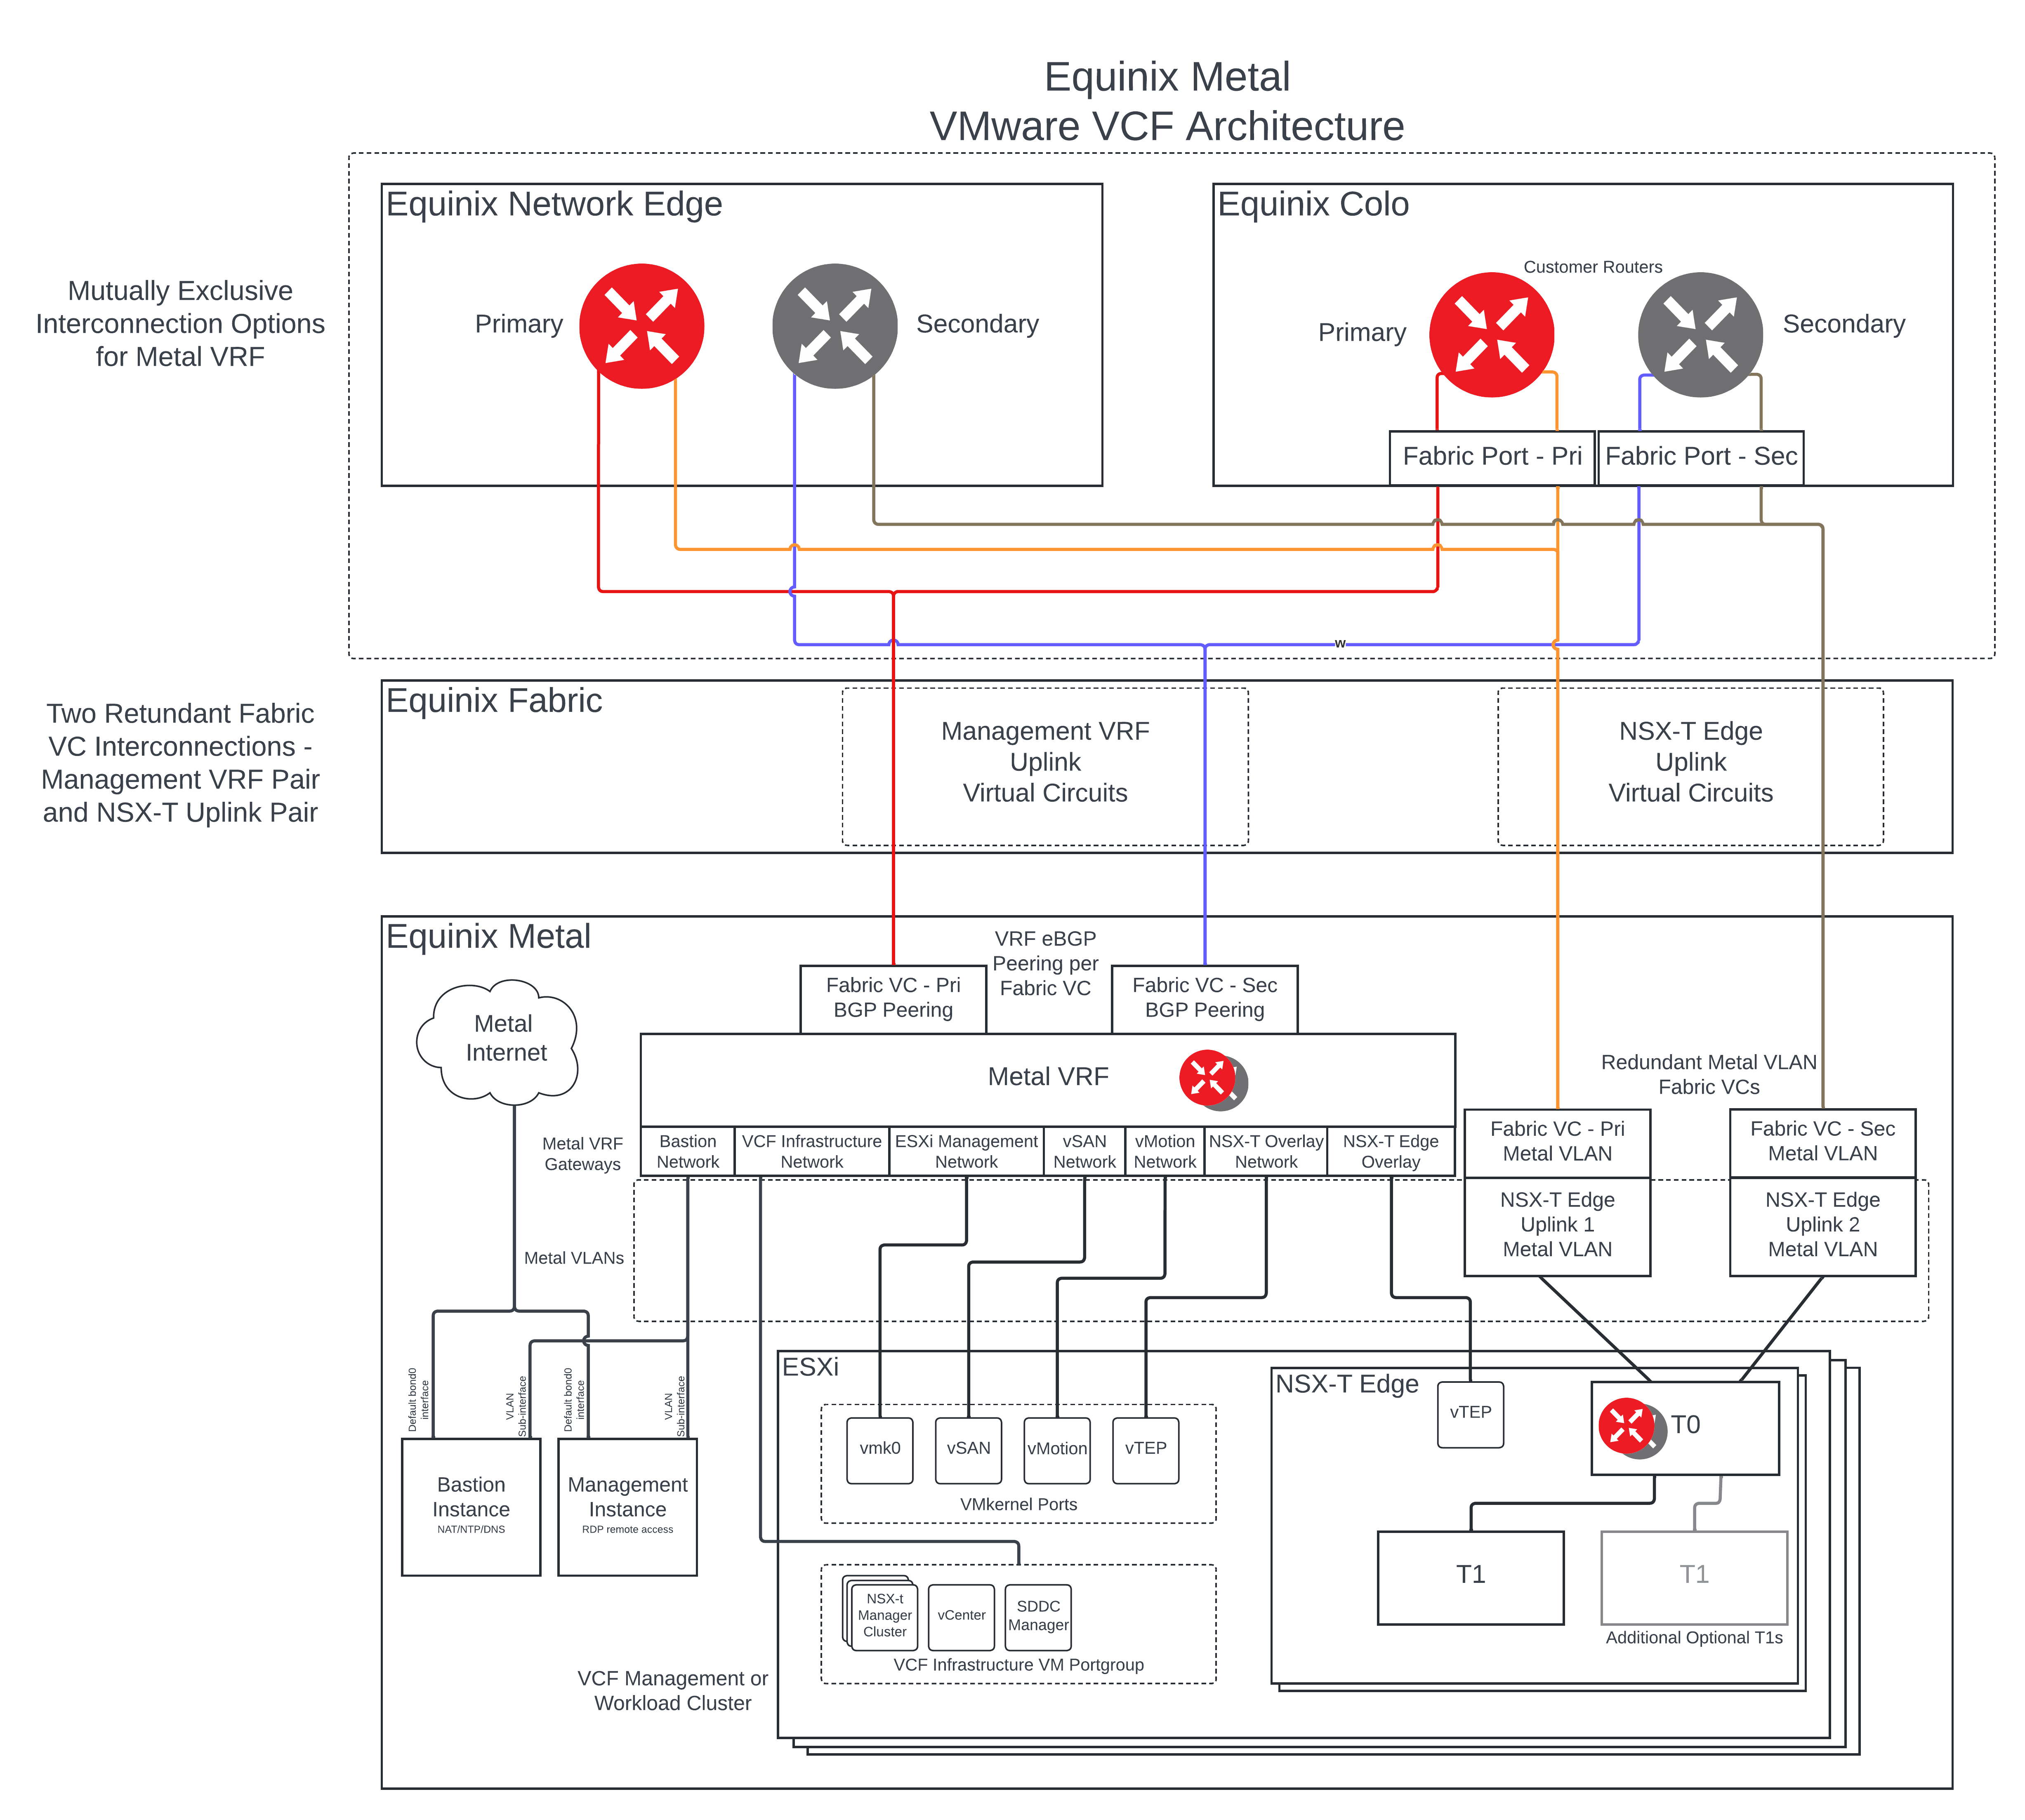 Equinix Metal
VMware VCF Architecture
Equinix Network Edge
Primary
Secondary
Equinix Colo
Customer Routers
Primary
Secondary
Fabric Port - Pri
Fabric Port - Sec
Mutually Exclusive
Interconnection Options
for Metal VRF
w
Two Retundant Fabric
VC Interconnections -
Management VRF Pair
and NSX-T Uplink Pair
Equinix Fabric
Management VRF
Uplink
Virtual Circuits
NSX-T Edge
Uplink
Virtual Circuits
Equinix Metal
Metal
Internet
VRF eBGP
Peering per
Fabric VC
Fabric VC - Pri
BGP Peering
Fabric VC - Sec
BGP Peering
Metal VRF
Redundant Metal VLAN
Fabric VCs
Metal VRF
Gateways
Bastion
Network
VCF Infrastructure
Network
ESXi Management
Network
vSAN
Network
vMotion
Network
NSX-T Overlay
Network
NSX-T Edge
Overlay
Fabric VC - Pri
Metal VLAN
Fabric VC - Sec
Metal VLAN
NSX-T Edge
Uplink 1
Metal VLAN
NSX-T Edge
Uplink 2
Metal VLAN
Metal VLANs
Default bond0
interface
VLAN
Sub-interface
Default bond0
interface
VLAN
Sub-interface
Bastion
Instance
NAT/NTP/DNS
Management
Instance
RDP remote access
ESXi
vmk0
vSAN
vMotion
vTEP
VMkernel Ports
NSX-t
Manager
Cluster
vCenter
SDDC
Manager
VCF Infrastructure VM Portgroup
VCF Management or
Workload Cluster
NSX-T Edge
vTEP
T0
T1
T1
Additional Optional T1s